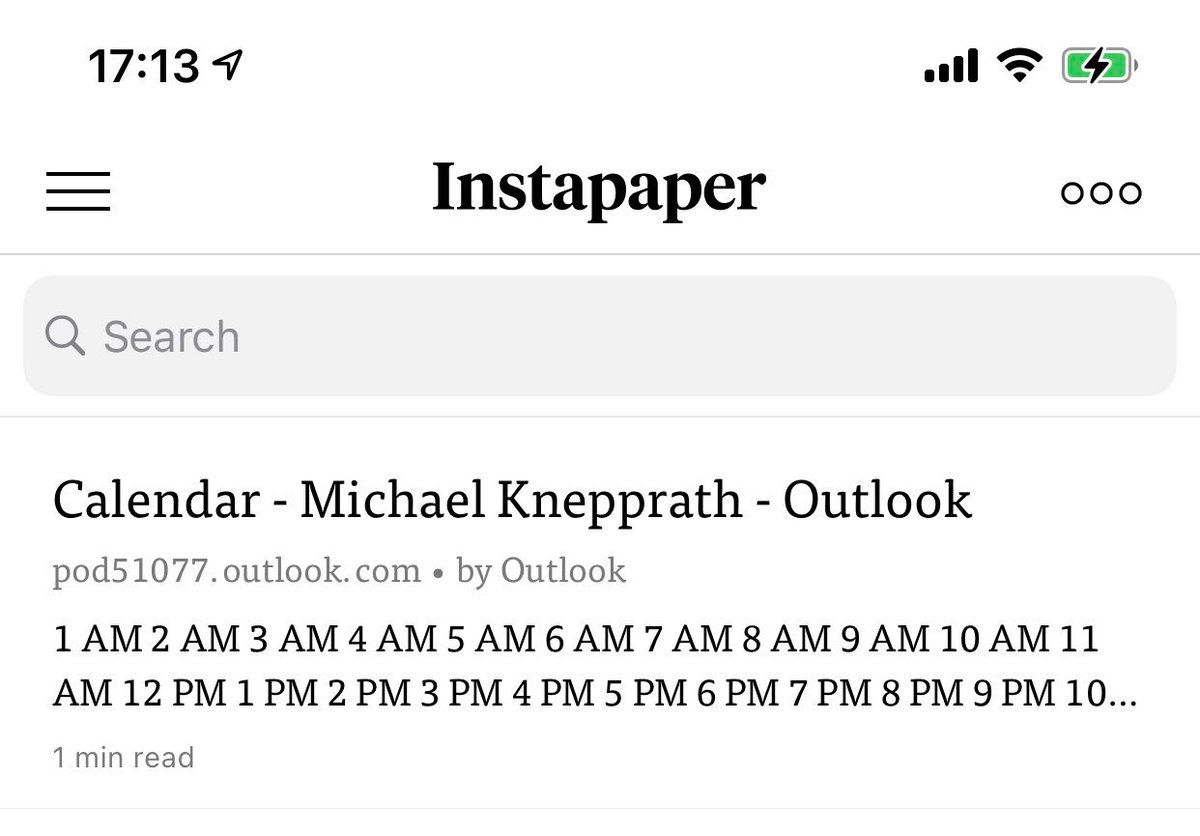 17:13
Instapaper
Search
Calendar - Michael Knepprath - Outlook
pod51077.outlook.com • by Outlook
1 AM 2 AM 3 AM 4 AM 5 AM 6 AM 7 AM 8 AM 9 AM 10 AM 11
AM 12 PM 1 PM 2 PM 3 PM 4 PM 5 PM 6 PM 7 PM 8 PM 9 PM 10...
1 min read